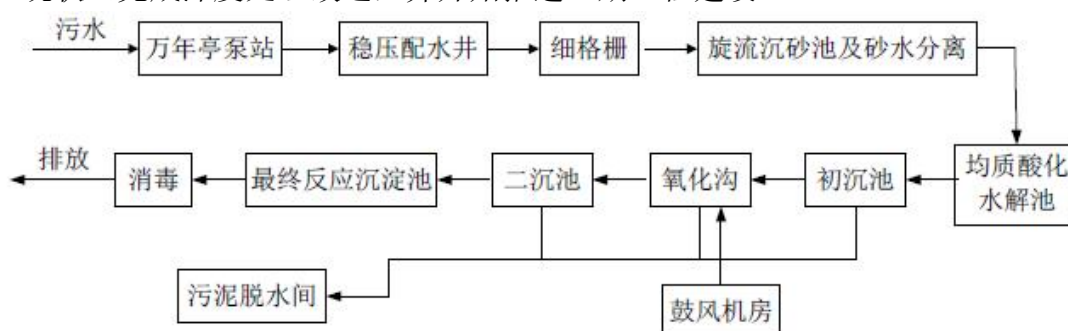 污水
万年亭泵站
稳压配水井
细格栅
旋流沉砂池及砂水分离
均质酸化
水解池
初沉池
氧化沟
二沉池
最终反应沉淀池
消毒
排放
污泥脱水间
鼓风机房